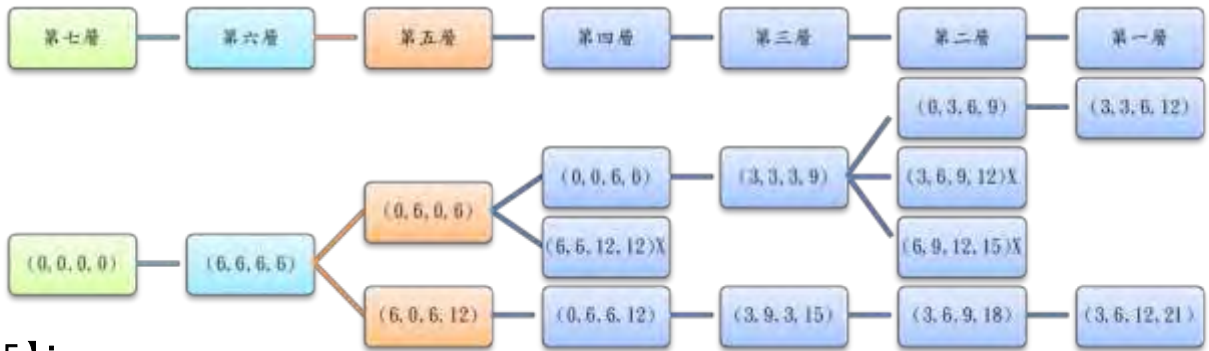 第七層 第六層 第五層 第四層 第三層 第二層 第一層
(0,3,6,9) (3,3,6,12)
(0,0,6,6) (3,3,3,9) (3,6,9,12)X
(0,6,0,6)
(6,6,12,12)X (6,9,12,15)X
(0,0,0,0) (6,6,6,6)
(6,0,6,12) (0,6,6,12) (3,9,3,15) (3,6,9,18) (3,6,12,21)
5】: